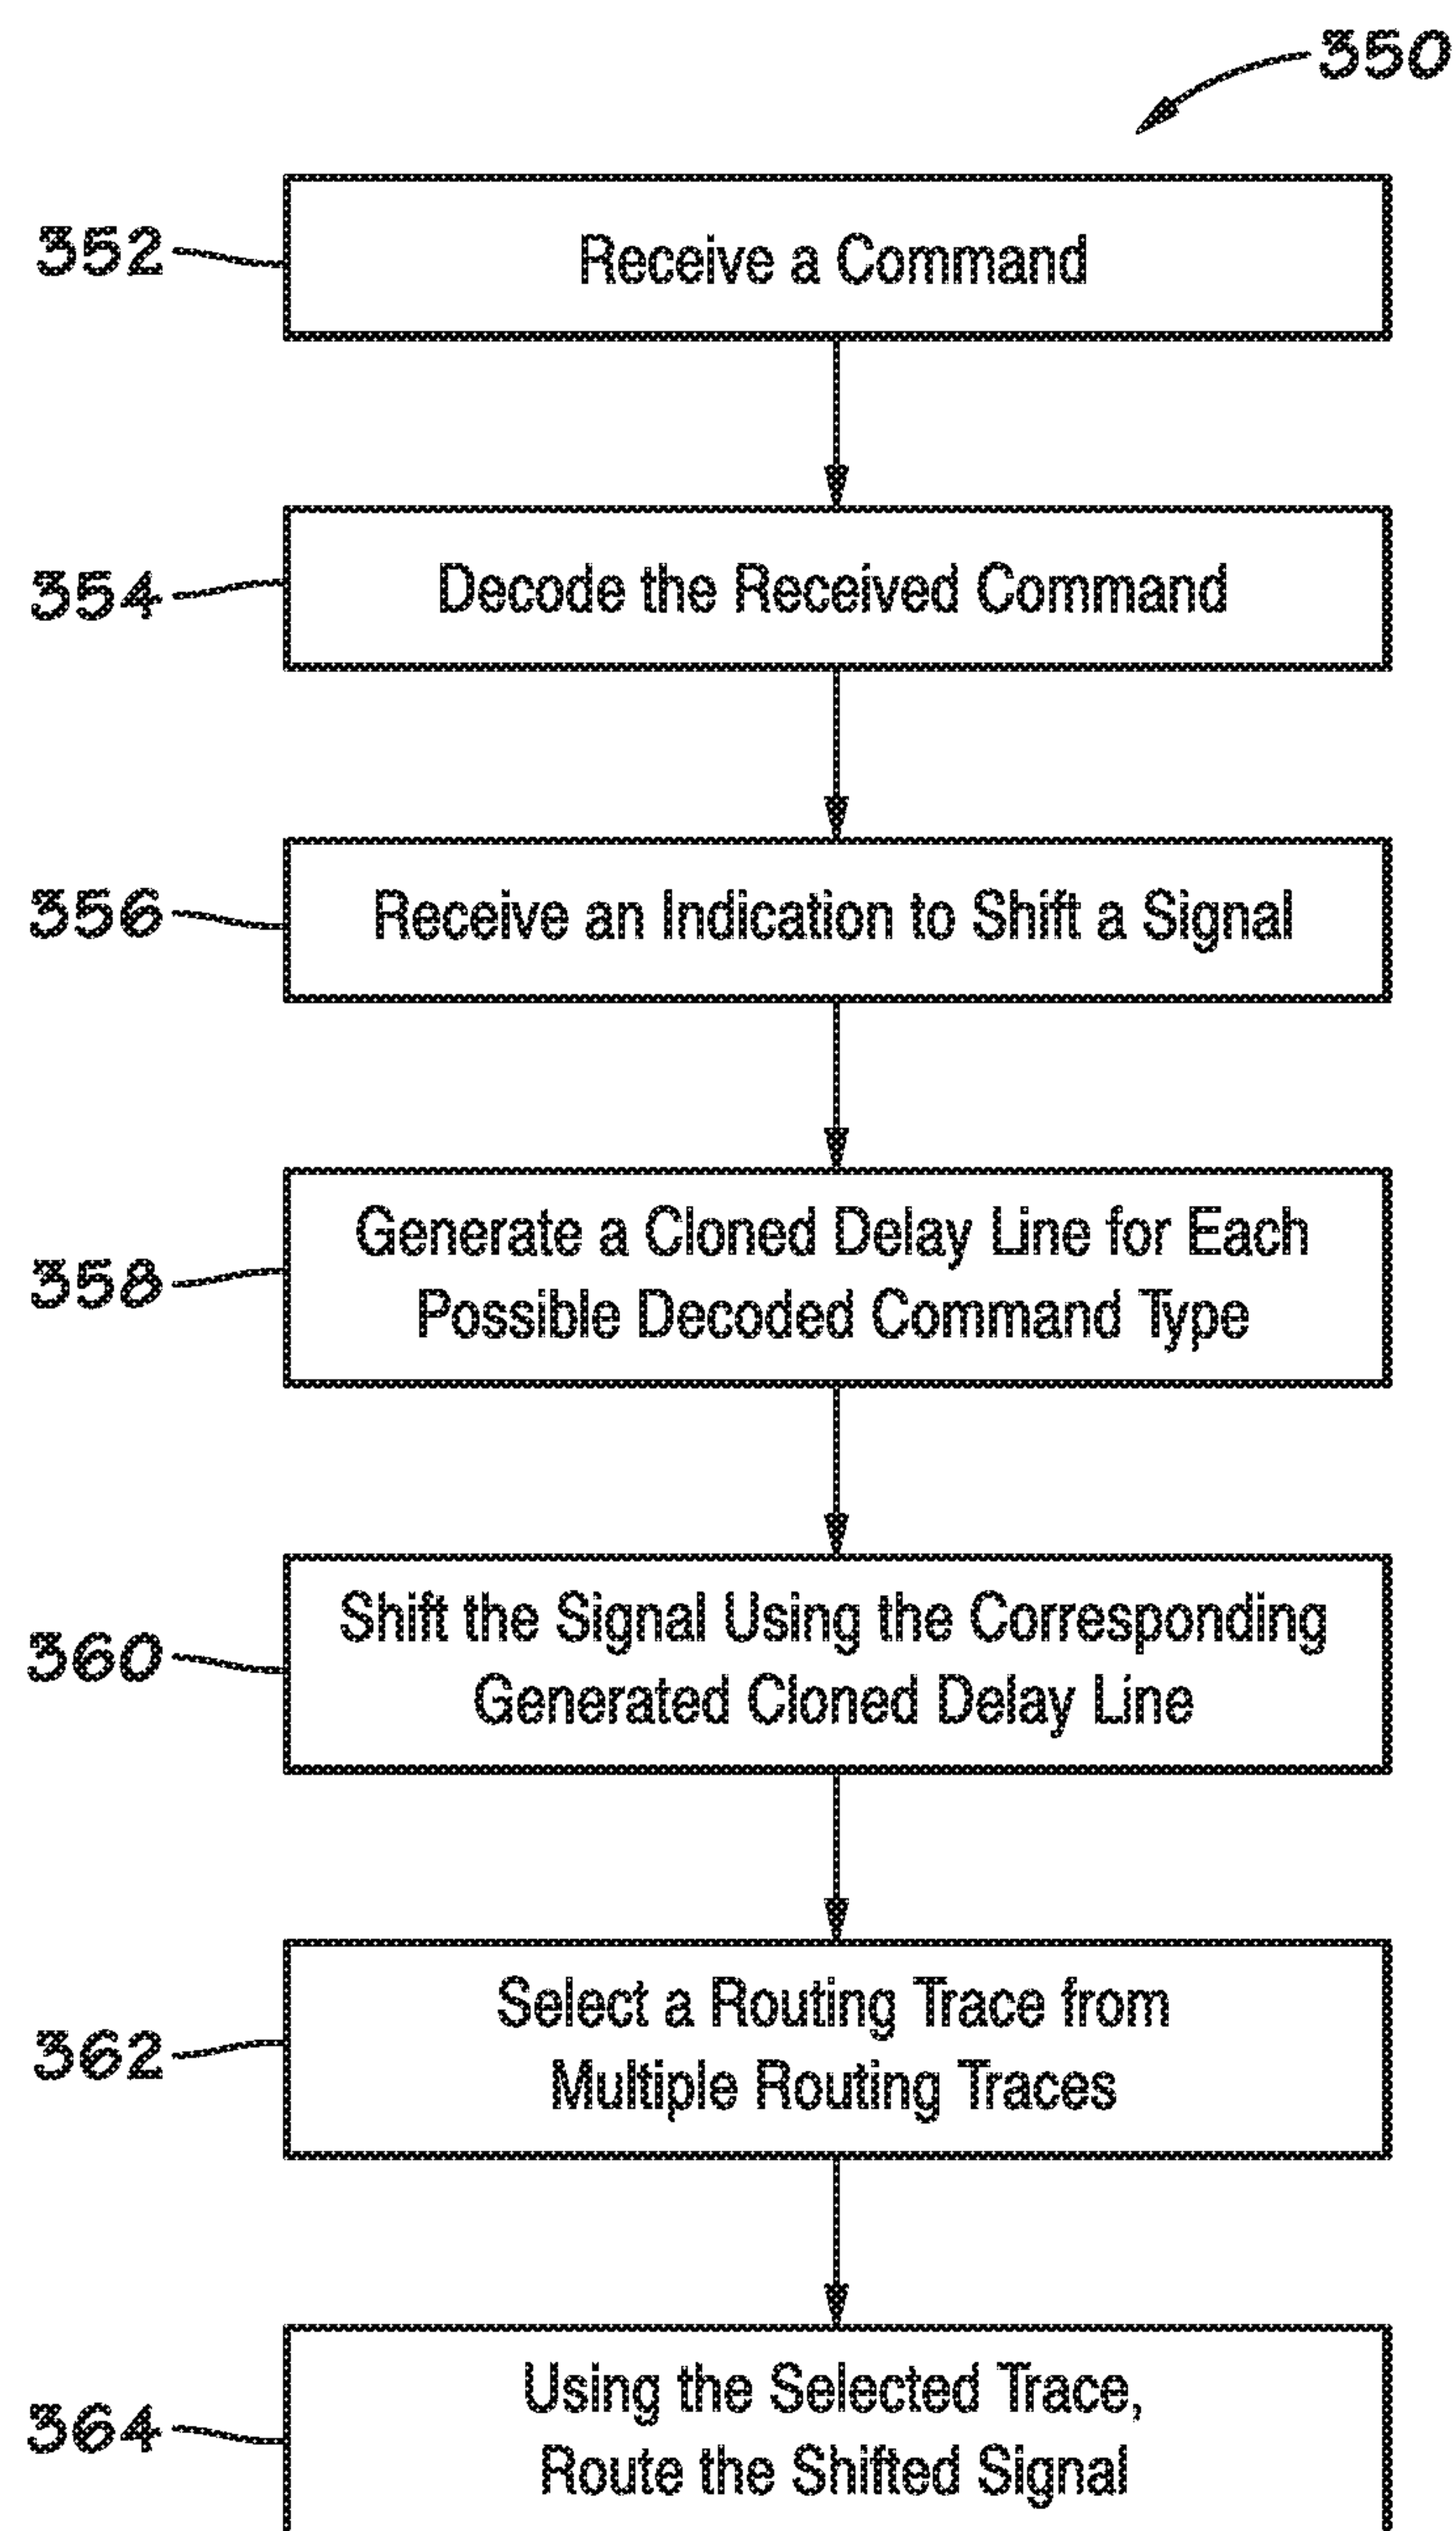 350
352
Receive a Command
354
Decode the Received Command
356
Receive an Indication to Shift a Signal
358
Generate a Cloned Delay Line for Each
Possible Decoded Command Type
360
Shift the Signal Using the Corresponding
Generated Cloned Delay Line
362
Select a Routing Trace from
Multiple Routing Traces
364
Using the Selected Trace,
Route the Shifted Signal